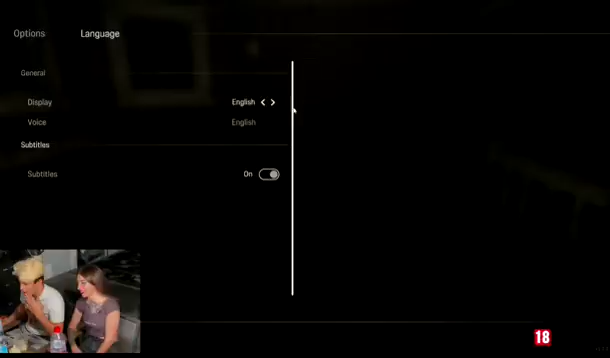 Options Language
General
Display English
Voice English
Subtitles
Subtitles On
18